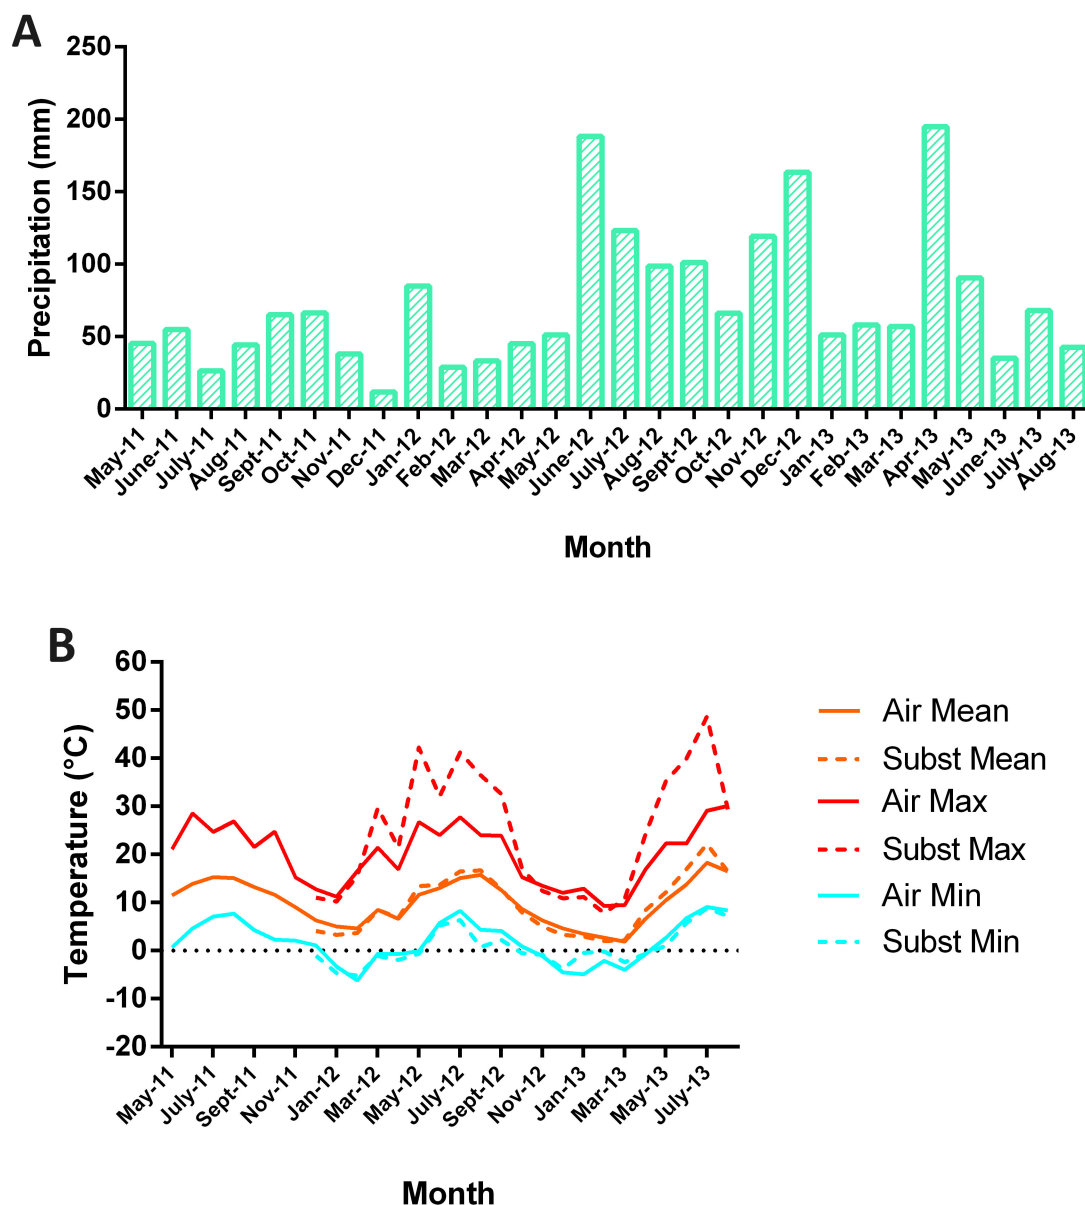 A
250
200
150
100
50
0
Precipitation (mm)
May-11
June-11
July-11
Aug-11
Sept-11
Oct-11
Nov-11
Dec-11
Jan-12
Feb-12
Mar-12
Apr-12
May-12
June-12
July-12
Aug-12
Sept-12
Oct-12
Nov-12
Dec-12
Jan-13
Feb-13
Mar-13
Apr-13
May-13
June-13
July-13
Aug-13
Month
B
60
50
40
30
20
10
0
-10
-20
Temperature (°C)
May-11
July-11
Sept-11
Nov-11
Jan-12
Mar-12
May-12
July-12
Sept-12
Nov-12
Jan-13
Mar-13
May-13
July-13
Month
Air Mean
Subst Mean
Air Max
Subst Max
Air Min
Subst Min